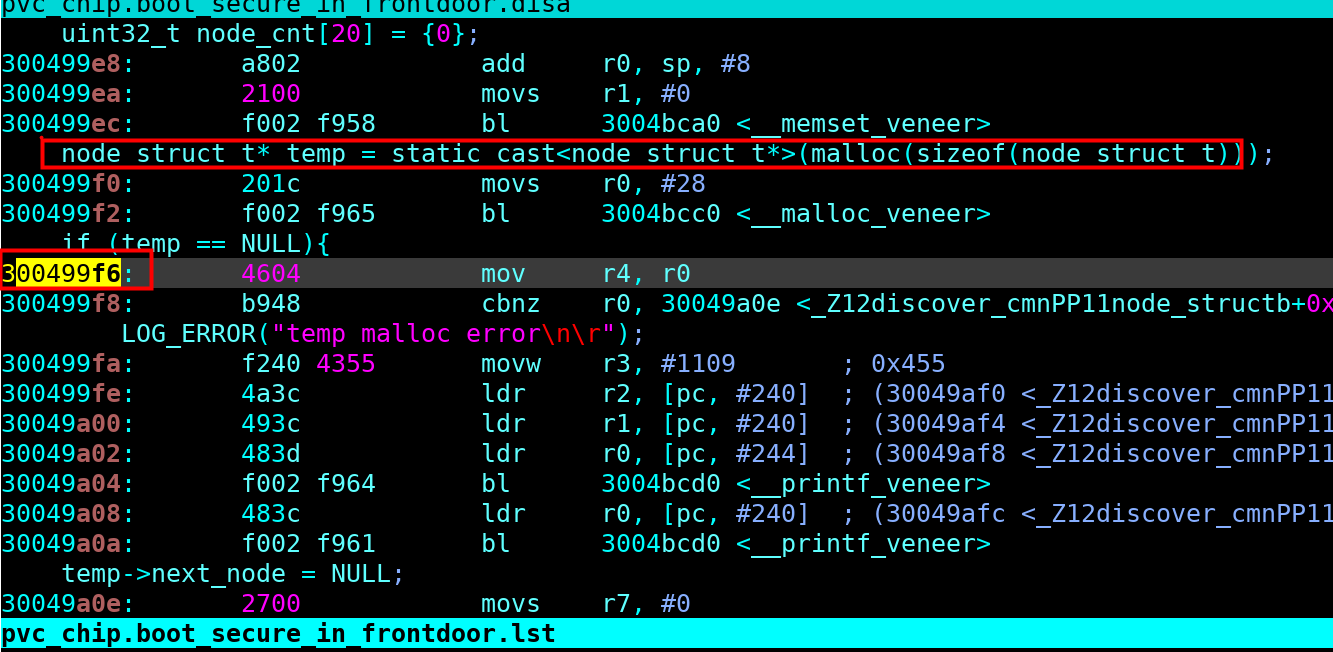 pvc_chip.boot_secure_in_frontdoor.disa
uint32_t node_cnt[20] = {0};
300499e8: a802 add r0, sp, #8
300499ea: 2100 movs r1, #0
300499ec: f002 f958 bl 3004bca0 <__memset_veneer>
node_struct_t* temp = static_cast<node_struct_t*>(malloc(sizeof(node_struct_t)));
300499f0: 201c movs r0, #28
300499f2: f002 f965 bl 3004bcc0 <__malloc_veneer>
if (temp == NULL){
300499f6: 4604 mov r4, r0
300499f8: b948 cbnz r0, 30049a0e <_Z12discover_cmnPP11node_structb+0x
LOG_ERROR("temp malloc error\n\r");
300499fa: f240 4355 movw r3, #1109 ; 0x455
300499fe: 4a3c ldr r2, [pc, #240] ; (30049af0 <_Z12discover_cmnPP11
30049a00: 493c ldr r1, [pc, #240] ; (30049af4 <_Z12discover_cmnPP11
30049a02: 483d ldr r0, [pc, #244] ; (30049af8 <_Z12discover_cmnPP11
30049a04: f002 f964 bl 3004bcd0 <__printf_veneer>
30049a08: 483c ldr r0, [pc, #240] ; (30049afc <_Z12discover_cmnPP11
30049a0a: f002 f961 bl 3004bcd0 <__printf_veneer>
temp->next_node = NULL;
30049a0e: 2700 movs r7, #0
pvc_chip.boot_secure_in_frontdoor.lst